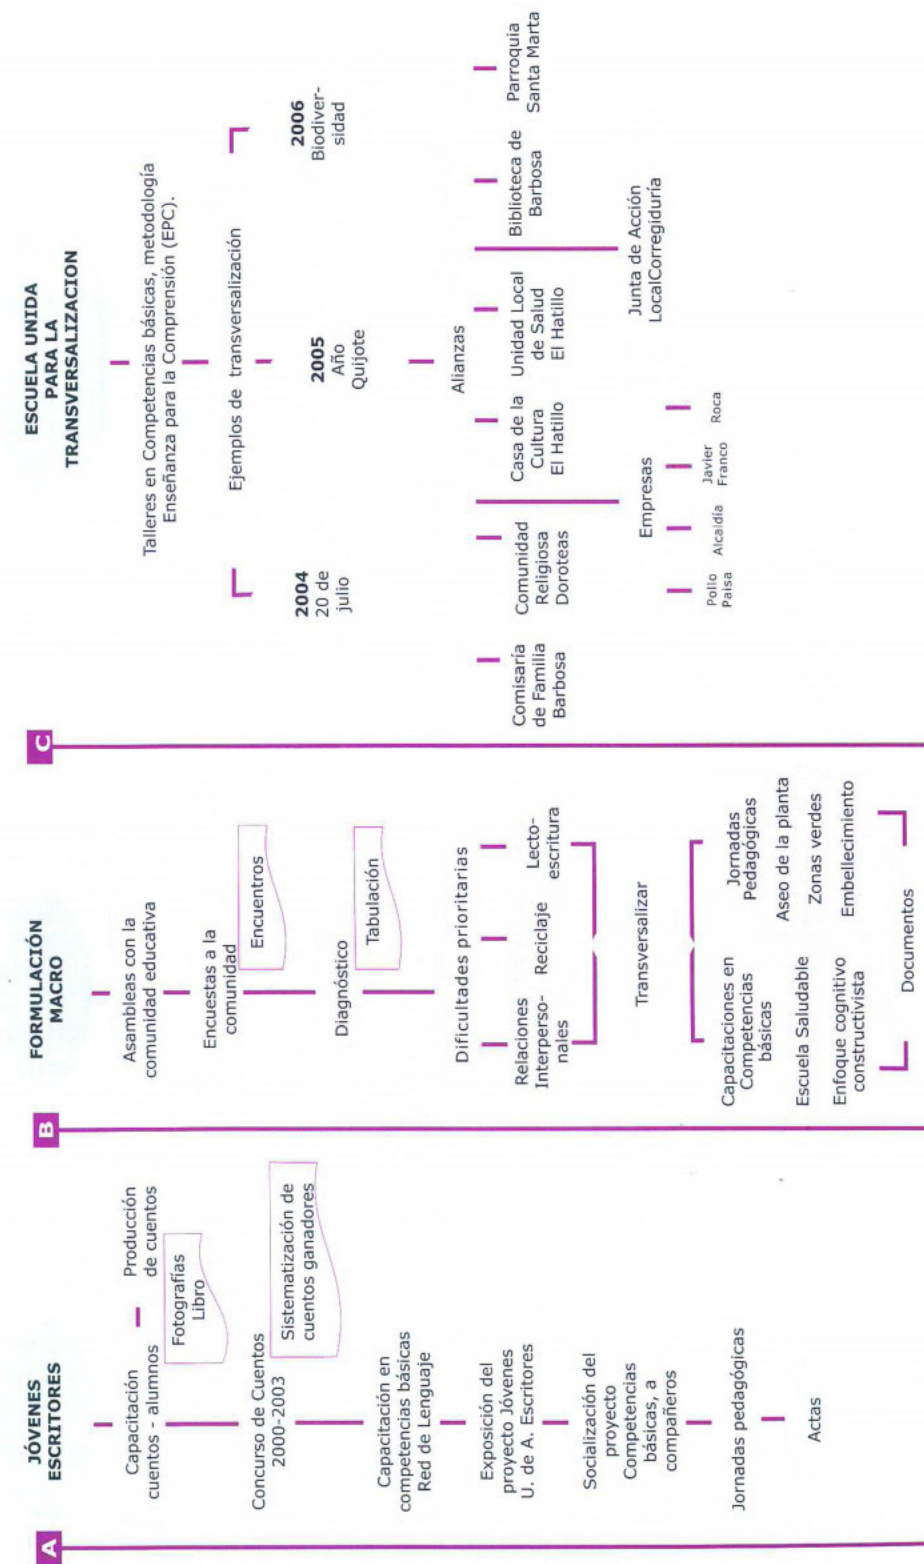 A
JÓVENES
ESCRITORES
Capacitación
cuentos - alumnos
Producción
de cuentos
Fotografías
Libro
Concurso de Cuentos
2000-2003
Sistematización de
cuentos ganadores
Capacitación en
competencias básicas
Red de Lenguaje
Exposición del
proyecto Jóvenes
U. de A. Escritores
Socialización del
proyecto
Competencias
básicas, a
compañeros
Jornadas pedagógicas
Actas
B
FORMULACIÓN
MACRO
Asambleas con la
comunidad educativa
Encuestas a la
comunidad
Encuentros
Diagnóstico
Tabulación
Dificultades prioritarias
Relaciones
Interperso-
nales
Reciclaje
Lecto-
escritura
Transversalizar
Capacitaciones en
Competencias
básicas
Escuela Saludable
Enfoque cognitivo
constructivista
Jornadas
Pedagógicas
Aseo de la planta
Zonas verdes
Embellecimiento
Documentos
C
ESCUELA UNIDA
PARA LA
TRANSVERSALIZACION
Talleres en Competencias básicas, metodología
Enseñanza para la Comprensión (EPC).
Ejemplos de transversalización
2004
20 de
julio
2005
Año
Quijote
2006
Biodiver-
sidad
Alianzas
Comisaría
de Familia
Barbosa
Comunidad
Religiosa
Doroteas
Casa de la
Cultura
El Hatillo
Unidad Local
de Salud
El Hatillo
Biblioteca de
Barbosa
Parroquia
Santa Marta
Empresas
Junta de Acción
LocalCorregiduría
Pollo
Paisa
Alcaldia
Javier
Franco
Roca